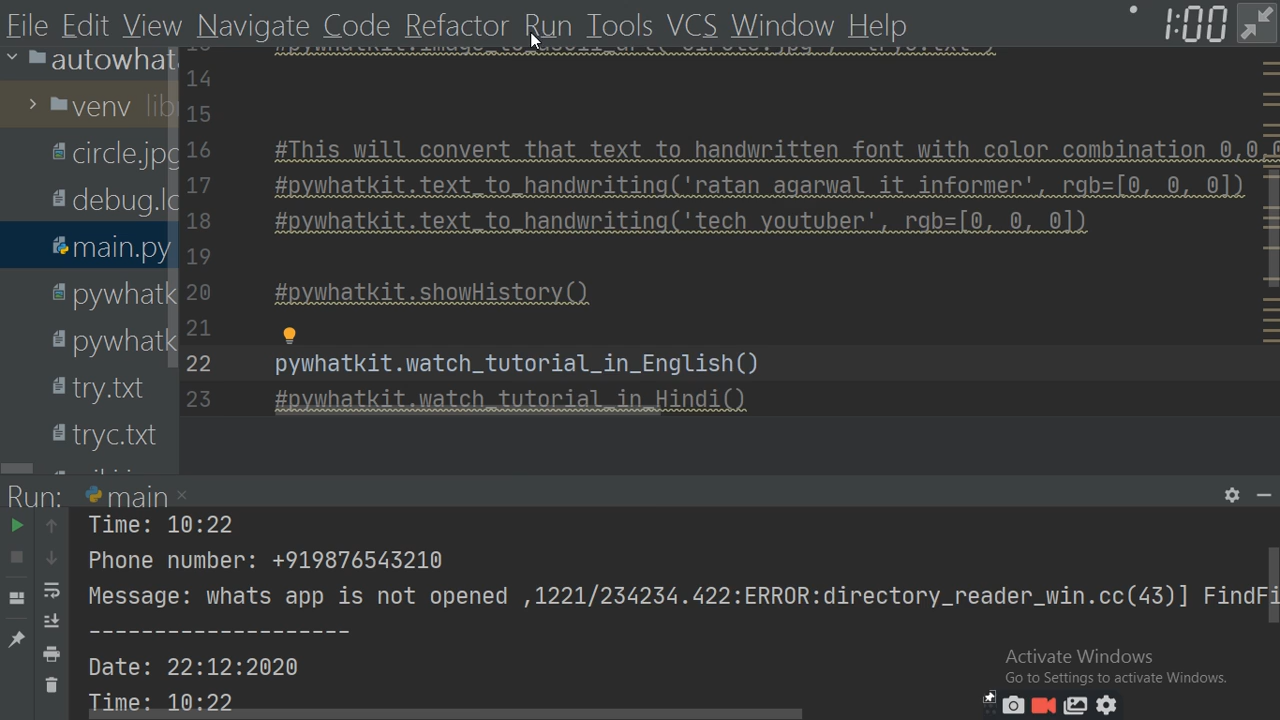 File Edit View Navigate Code Refactor Run Tools VCS Window Help
1:00
autowhat
venv lib
circle.jpg
debug.lo
main.py
pywhatk
pywhatk
try.txt
tryc.txt
14
15
16 #This will convert that text to handwritten font with color combination 0,0,0
17 #pywhatkit.text_to_handwriting('ratan agarwal it informer', rgb=[0, 0, 0])
18 #pywhatkit.text_to_handwriting('tech youtuber', rgb=[0, 0, 0])
19
20 #pywhatkit.showHistory()
21
22 pywhatkit.watch_tutorial_in_English()
23 #pywhatkit.watch_tutorial_in_Hindi()
Run: main
Time: 10:22
Phone number: +919876543210
Message: whats app is not opened ,1221/234234.422:ERROR:directory_reader_win.cc(43)] FindFi
--------------------
Date: 22:12:2020
Time: 10:22
Activate Windows
Go to Settings to activate Windows.